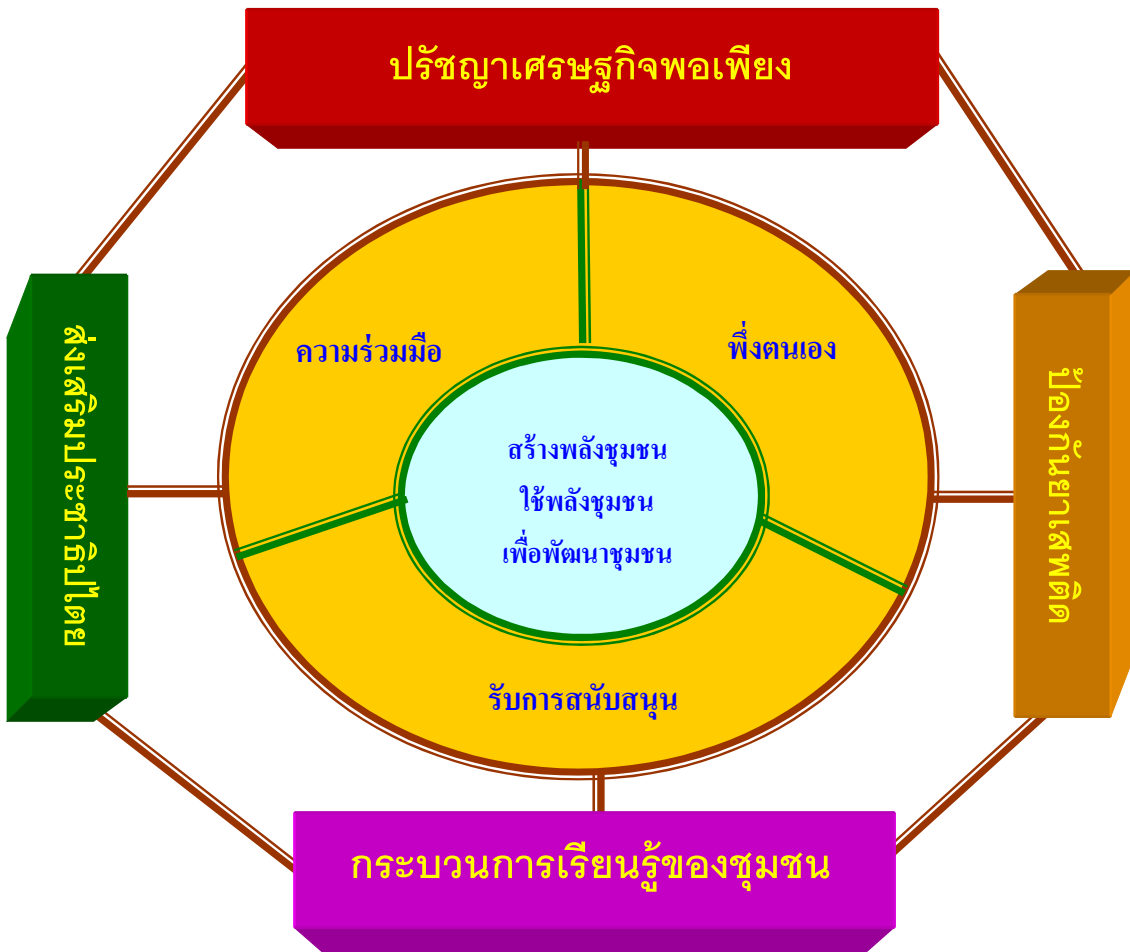 ปรัชญาเศรษฐกิจพอเพียง
ความร่วมมือ
พึ่งตนเอง
ส่งเสริมประชาธิปไตย
ป้องกันยาเสพติด
สร้างพลังชุมชน
ใช้พลังชุมชน
เพื่อพัฒนาชุมชน
รับการสนับสนุน
กระบวนการเรียนรู้ของชุมชน